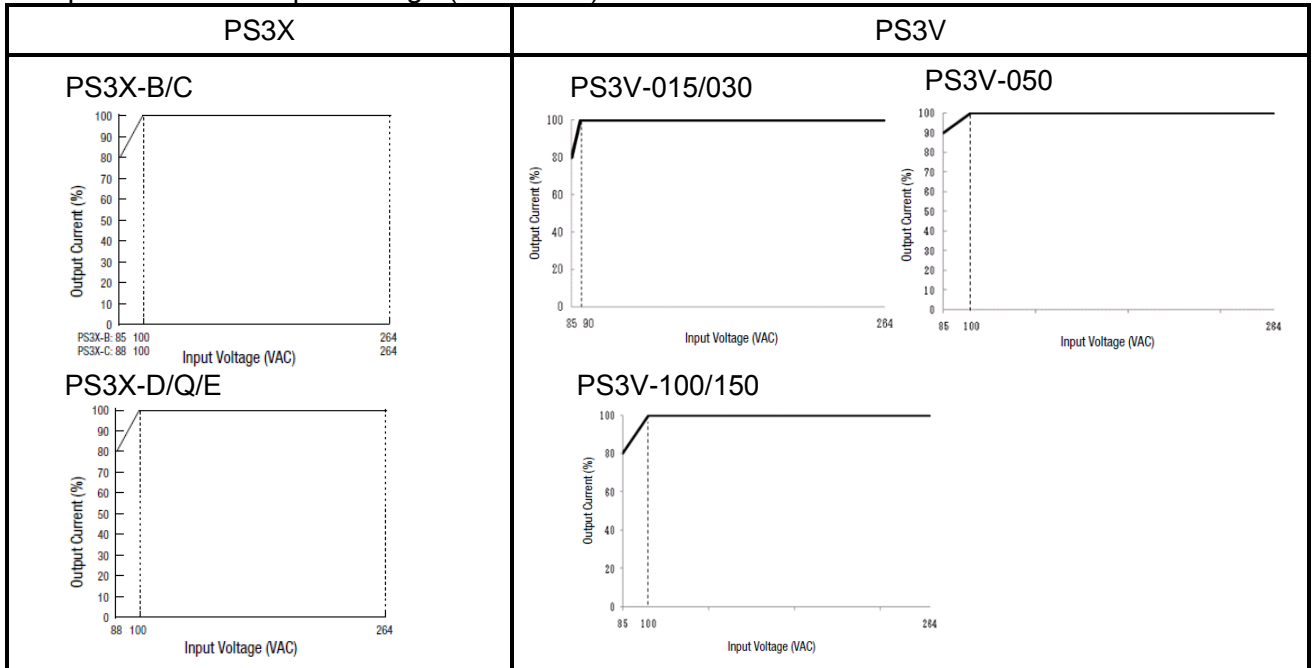 PS3X
PS3V
PS3X-B/C
100
90
80
70
60
50
40
30
20
10
0
Output Current (%)
PS3X-B: 85 100 264
PS3X-C: 88 100 264
Input Voltage (VAC)
PS3X-D/Q/E
100
90
80
70
60
50
40
30
20
10
0
Output Current (%)
88 100 264
Input Voltage (VAC)
PS3V-015/030
100
80
60
40
20
0
Output Current (%)
85 90 264
Input Voltage (VAC)
PS3V-050
100
90
80
70
60
50
40
30
20
10
0
Output Current (%)
85 100 264
Input Voltage (VAC)
PS3V-100/150
100
80
60
40
20
0
Output Current (%)
85 100 264
Input Voltage (VAC)